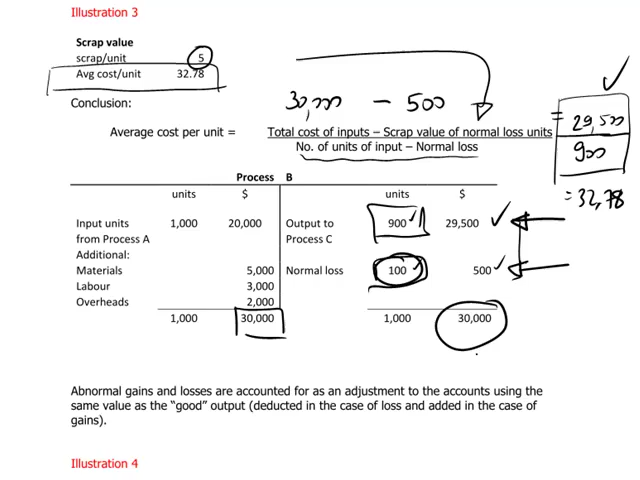 Illustration 3
Scrap value
scrap/unit 5
Avg cost/unit 32.78
Conclusion:
30,000 - 500
Average cost per unit = Total cost of inputs – Scrap value of normal loss units
No. of units of input – Normal loss
= 29,500
900
= 32,78
Process B
units $ units $
Input units 1,000 20,000 Output to 900 29,500
from Process A Process C
Additional:
Materials 5,000 Normal loss 100 500
Labour 3,000
Overheads 2,000
1,000 30,000 1,000 30,000
Abnormal gains and losses are accounted for as an adjustment to the accounts using the
same value as the “good” output (deducted in the case of loss and added in the case of
gains).
Illustration 4